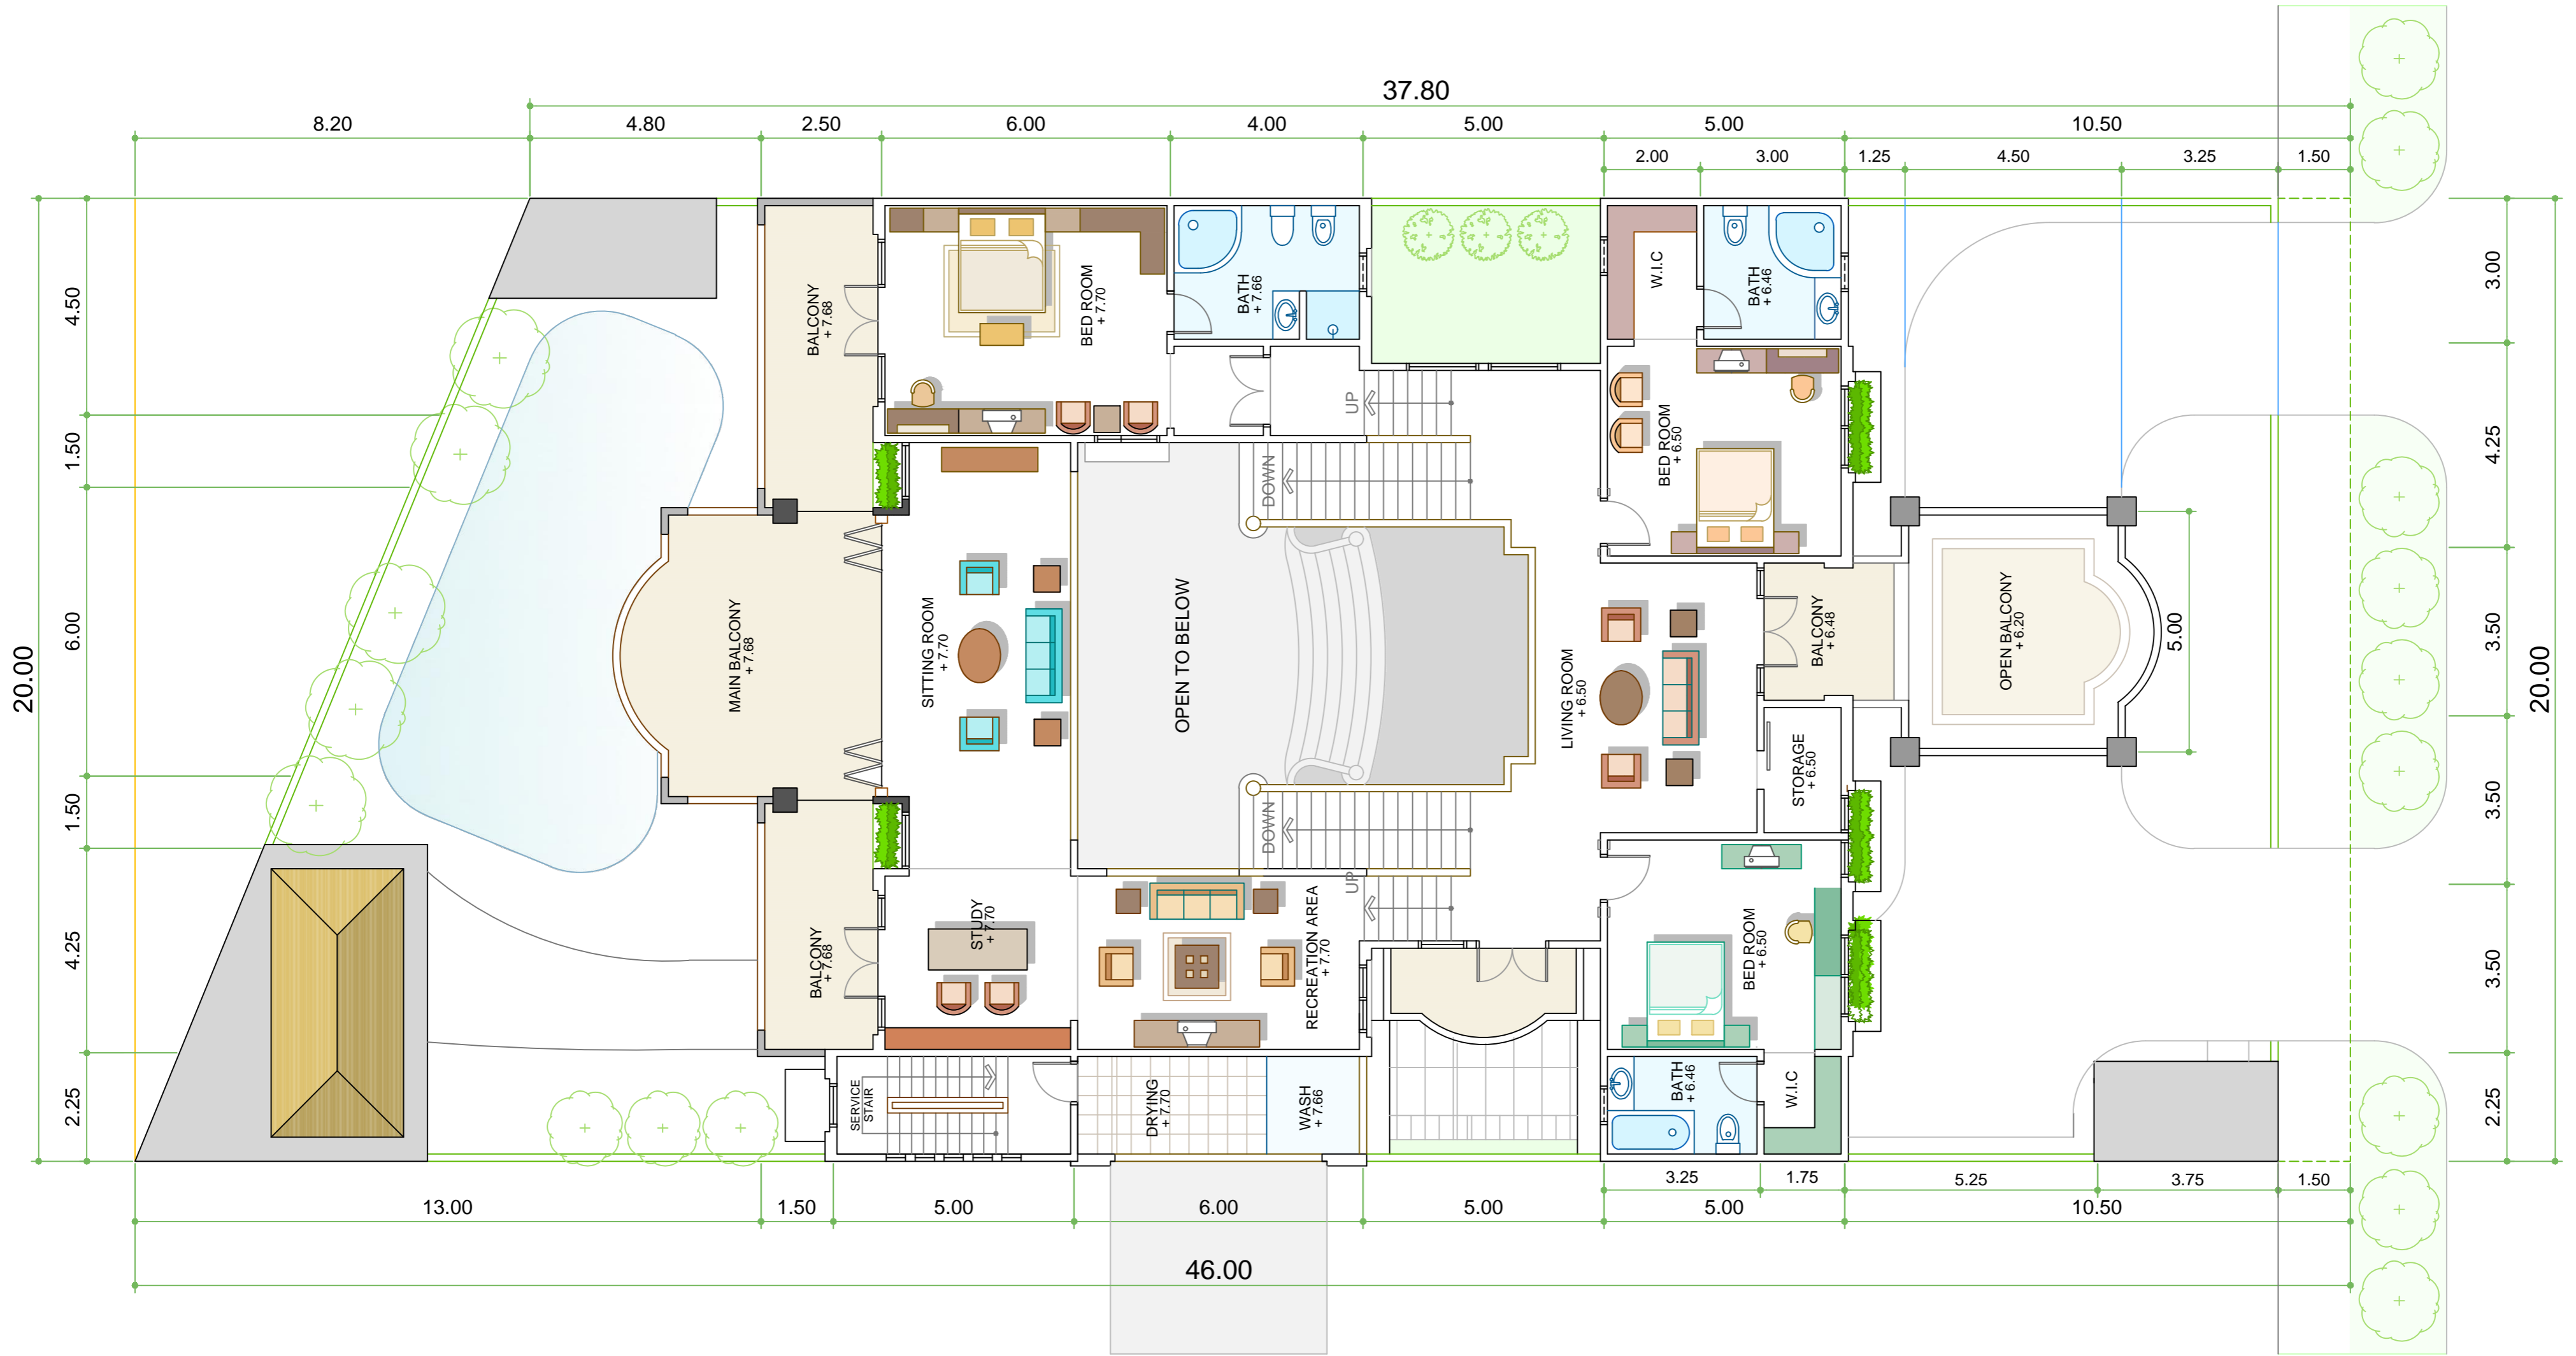 37.80
8.20
4.80
2.50
6.00
4.00
5.00
5.00
10.50
2.00
3.00
1.25
4.50
3.25
1.50
20.00
4.50
1.50
6.00
1.50
4.25
2.25
BALCONY
+ 7.68
BED ROOM
+ 7.70
BATH
+ 7.66
W.I.C
BATH
+ 6.46
UP
DOWN
BED ROOM
+ 6.50
MAIN BALCONY
+ 7.68
SITTING ROOM
+ 7.70
OPEN TO BELOW
LIVING ROOM
+ 6.50
BALCONY
+ 6.48
OPEN BALCONY
+ 6.20
5.00
STORAGE
+ 6.50
DOWN
UP
BALCONY
+ 7.68
STUDY
+ 7.70
RECREATION AREA
+ 7.70
BED ROOM
+ 6.50
SERVICE
STAIR
DRYING
+ 7.70
WASH
+ 7.66
BATH
+ 6.46
W.I.C
3.00
4.25
3.50
3.50
3.50
2.25
20.00
3.25
1.75
5.25
3.75
1.50
13.00
1.50
5.00
6.00
5.00
5.00
10.50
46.00